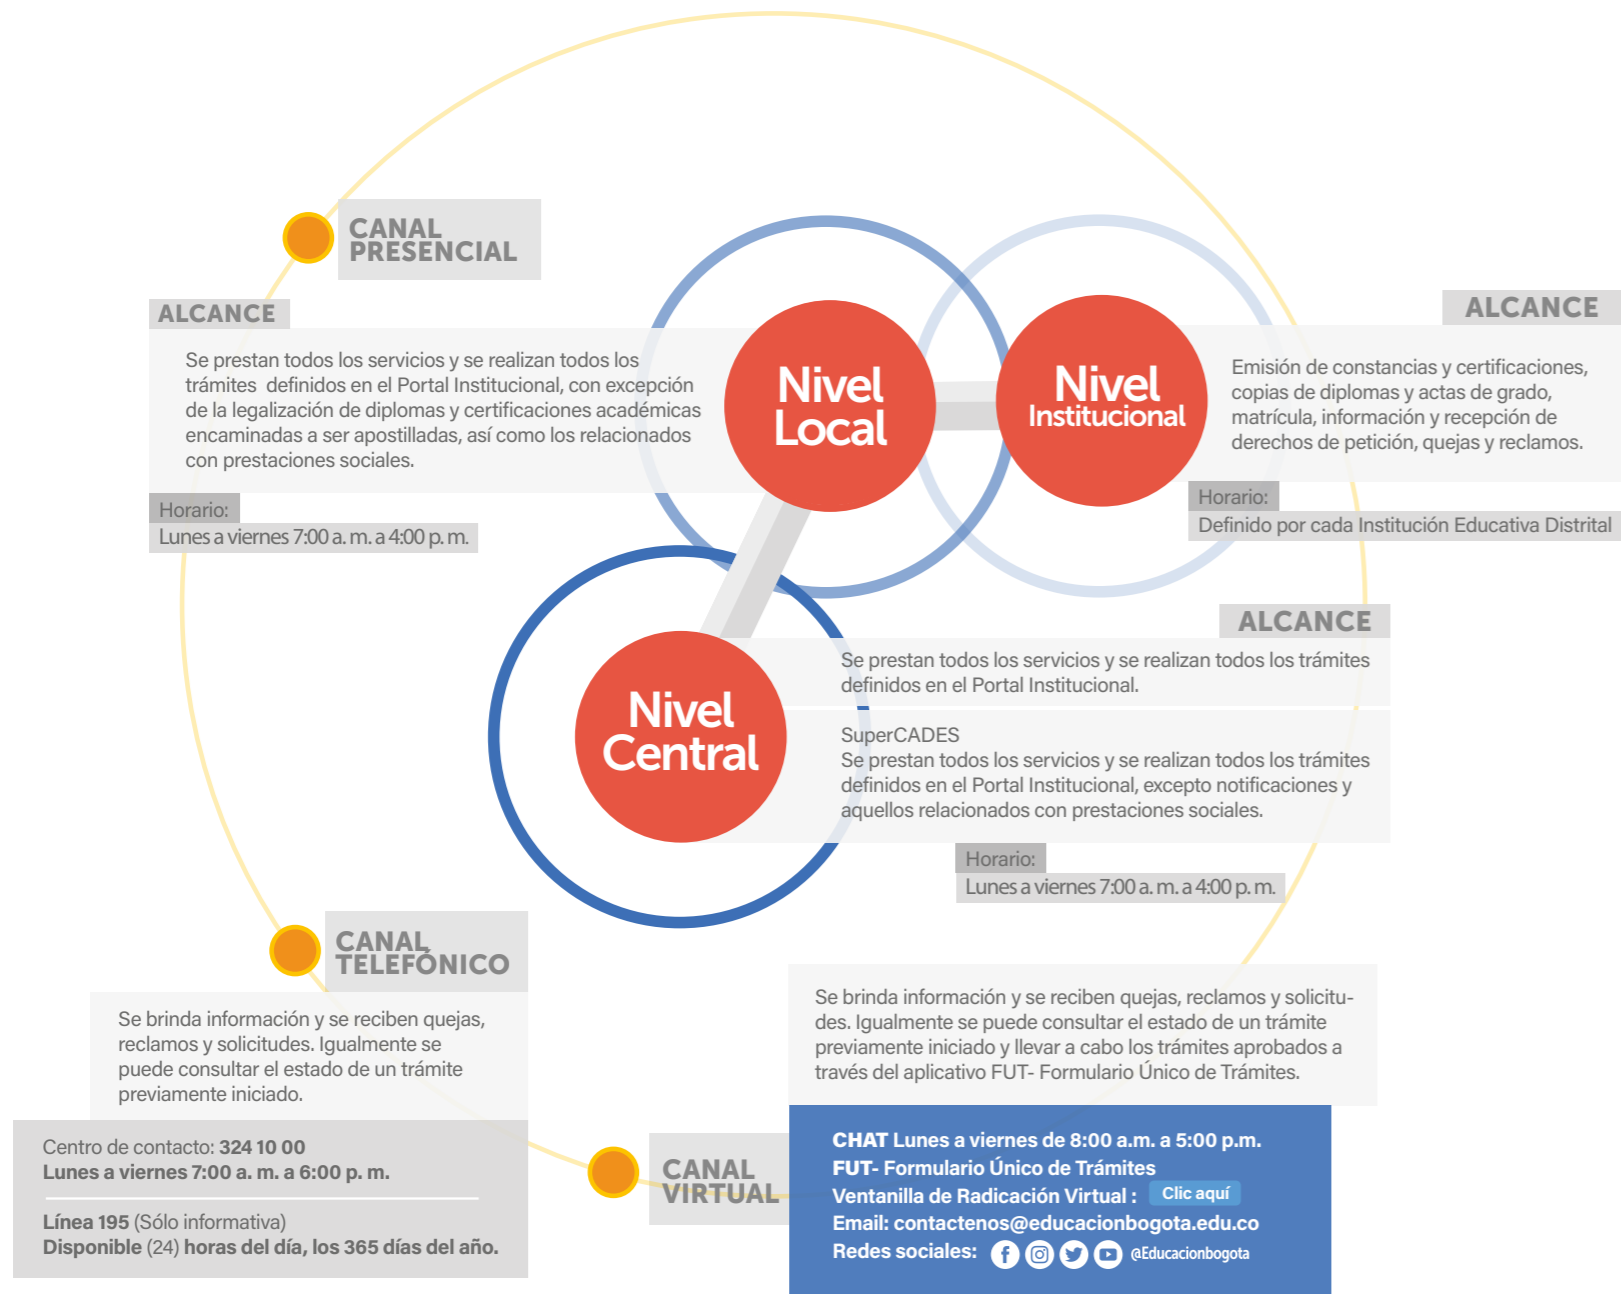 CANAL
PRESENCIAL
ALCANCE
Se prestan todos los servicios y se realizan todos los
trámites definidos en el Portal Institucional, con excepción
de la legalización de diplomas y certificaciones académicas
encaminadas a ser apostilladas, así como los relacionados
con prestaciones sociales.
Horario:
Lunes a viernes 7:00 a. m. a 4:00 p. m.
Nivel
Local
Nivel
Institucional
ALCANCE
Emisión de constancias y certificaciones,
copias de diplomas y actas de grado,
matrícula, información y recepción de
derechos de petición, quejas y reclamos.
Horario:
Definido por cada Institución Educativa Distrital
Nivel
Central
ALCANCE
Se prestan todos los servicios y se realizan todos los trámites
definidos en el Portal Institucional.
SuperCADES
Se prestan todos los servicios y se realizan todos los trámites
definidos en el Portal Institucional, excepto notificaciones y
aquellos relacionados con prestaciones sociales.
Horario:
Lunes a viernes 7:00 a. m. a 4:00 p. m.
CANAL
TELEFÓNICO
Se brinda información y se reciben quejas,
reclamos y solicitudes. Igualmente se
puede consultar el estado de un trámite
previamente iniciado.
Centro de contacto: 324 10 00
Lunes a viernes 7:00 a. m. a 6:00 p. m.
Línea 195 (Sólo informativa)
Disponible (24) horas del día, los 365 días del año.
CANAL
VIRTUAL
Se brinda información y se reciben quejas, reclamos y solicitu-
des. Igualmente se puede consultar el estado de un trámite
previamente iniciado y llevar a cabo los trámites aprobados a
través del aplicativo FUT- Formulario Único de Trámites.
CHAT Lunes a viernes de 8:00 a.m. a 5:00 p.m.
FUT- Formulario Único de Trámites
Ventanilla de Radicación Virtual : Clic aquí
Email: contactenos@educacionbogota.edu.co
Redes sociales: @Educacionbogota